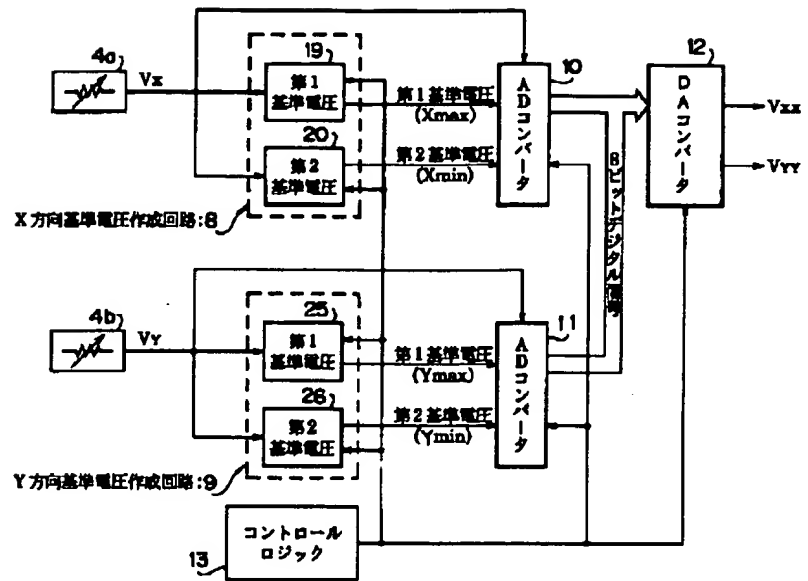 4a
Vx
19
第1
基準電圧
20
第2
基準電圧
第1基準電圧
(Xmax)
第2基準電圧
(Xmin)
10
ADコンバータ
12
DAコンバータ
Vxx
VYY
8ビットデジタル信号
X方向基準電圧作成回路:8
4b
VY
25
第1
基準電圧
26
第2
基準電圧
第1基準電圧
(Ymax)
第2基準電圧
(Ymin)
11
ADコンバータ
Y方向基準電圧作成回路:9
コントロール
ロジック
13